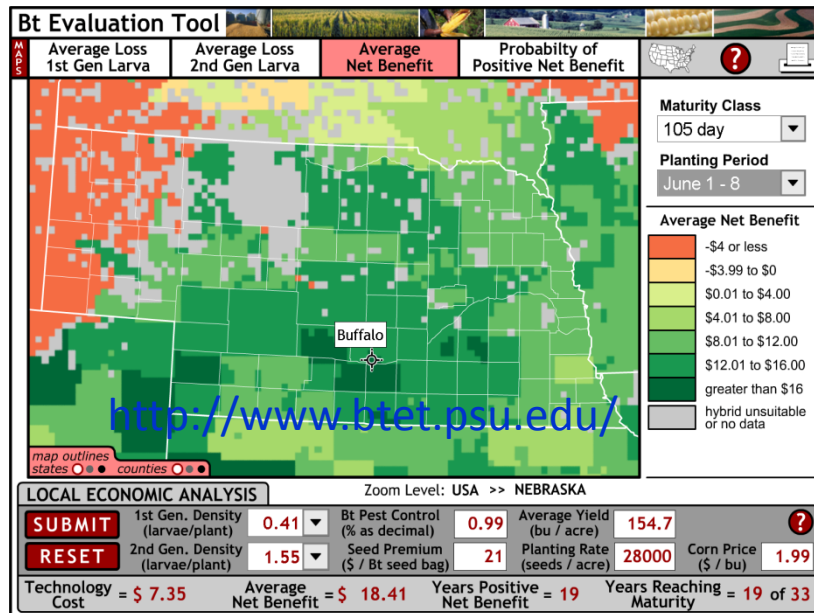 Bt Evaluation Tool
MAPS
Average Loss
1st Gen Larva
Average Loss
2nd Gen Larva
Average
Net Benefit
Probabilty of
Positive Net Benefit
?
Maturity Class
105 day
Planting Period
June 1 - 8
Average Net Benefit
-$4 or less
-$3.99 to $0
$0.01 to $4.00
$4.01 to $8.00
$8.01 to $12.00
$12.01 to $16.00
greater than $16
hybrid unsuitable
or no data
Buffalo
http://www.btet.psu.edu/
map outlines
states counties
LOCAL ECONOMIC ANALYSIS
Zoom Level: USA >> NEBRASKA
SUBMIT
RESET
1st Gen. Density
(larvae/plant)
0.41
Bt Pest Control
(% as decimal)
0.99
Average Yield
(bu / acre)
154.7
?
2nd Gen. Density
(larvae/plant)
1.55
Seed Premium
($ / Bt seed bag)
21
Planting Rate
(seeds / acre)
28000
Corn Price
($ / bu)
1.99
Technology
Cost = $ 7.35
Average
Net Benefit = $ 18.41
Years Positive
Net Benefit = 19
Years Reaching
Maturity = 19 of 33